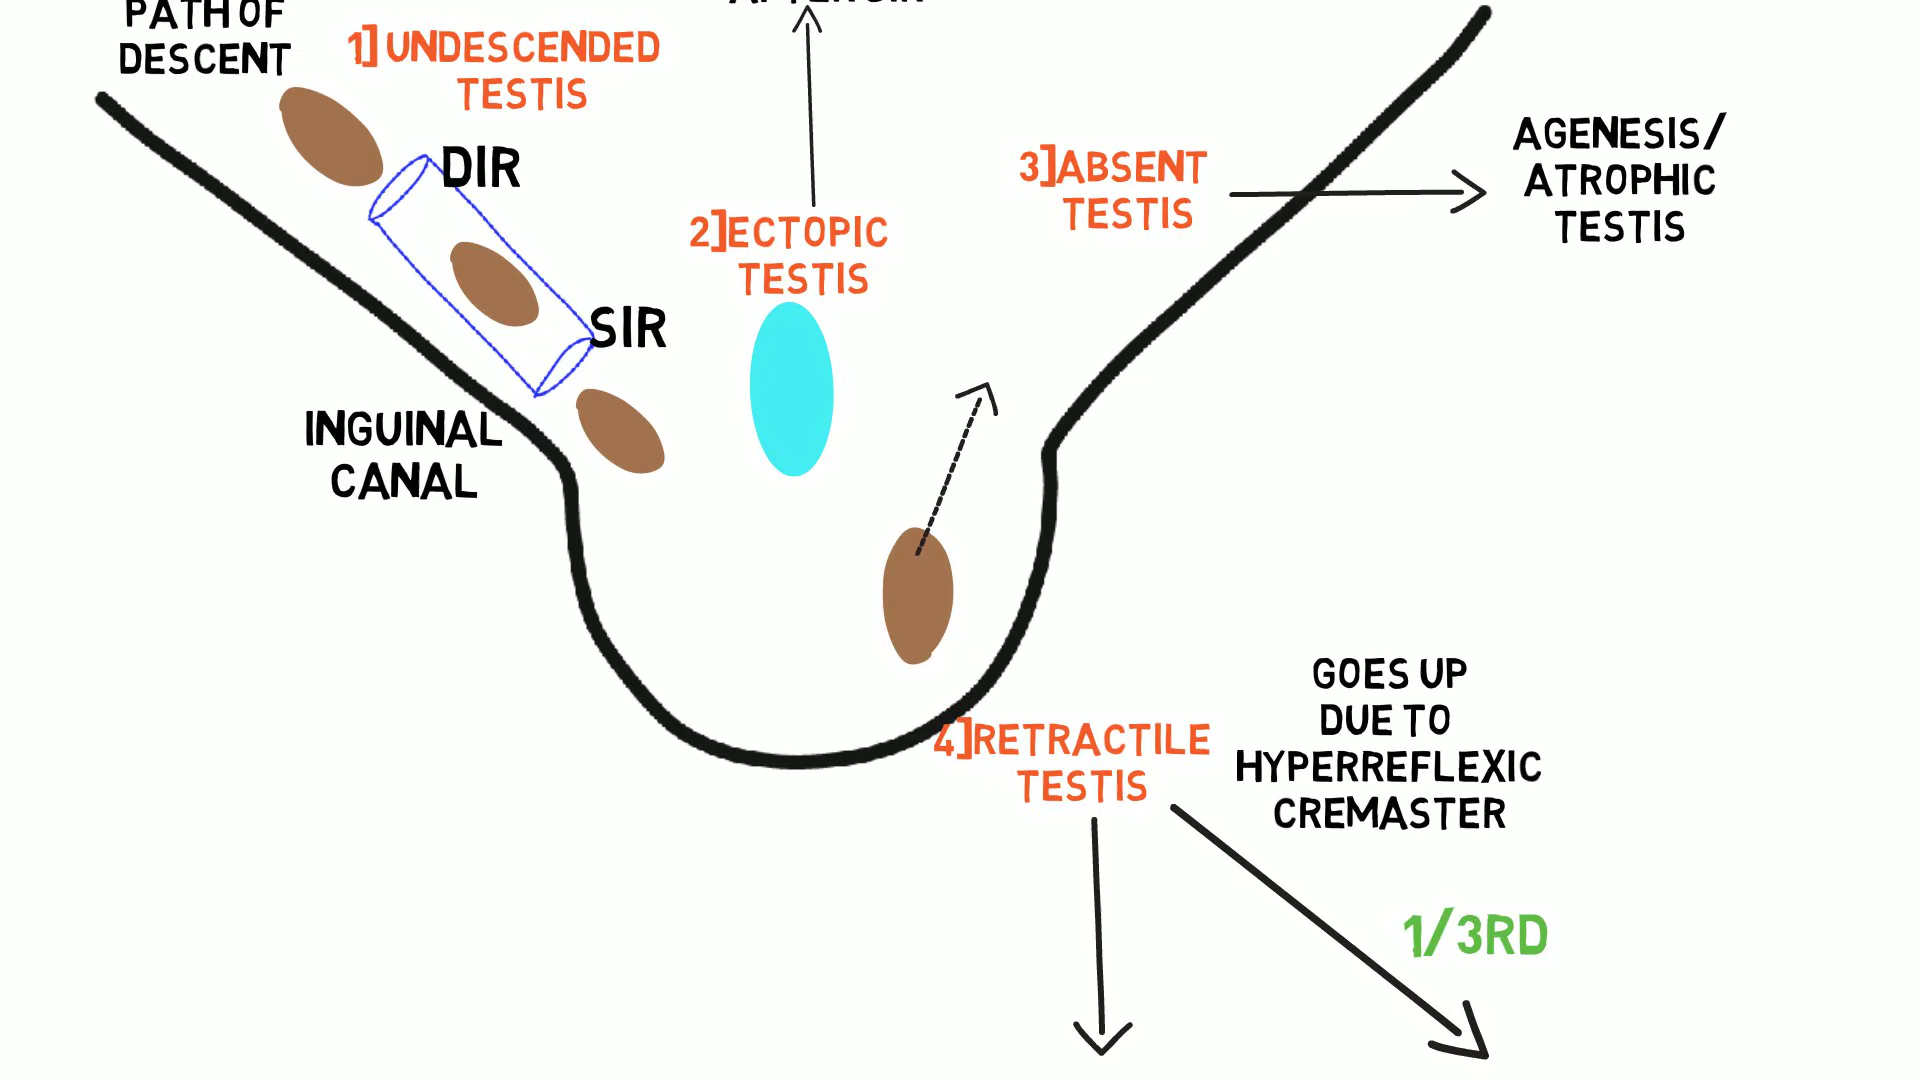 PATH OF
DESCENT
1] UNDESCENDED
TESTIS
DIR
SIR
INGUINAL
CANAL
2]ECTOPIC
TESTIS
3]ABSENT
TESTIS
AGENESIS/
ATROPHIC
TESTIS
4]RETRACTILE
TESTIS
GOES UP
DUE TO
HYPERREFLEXIC
CREMASTER
1/3RD